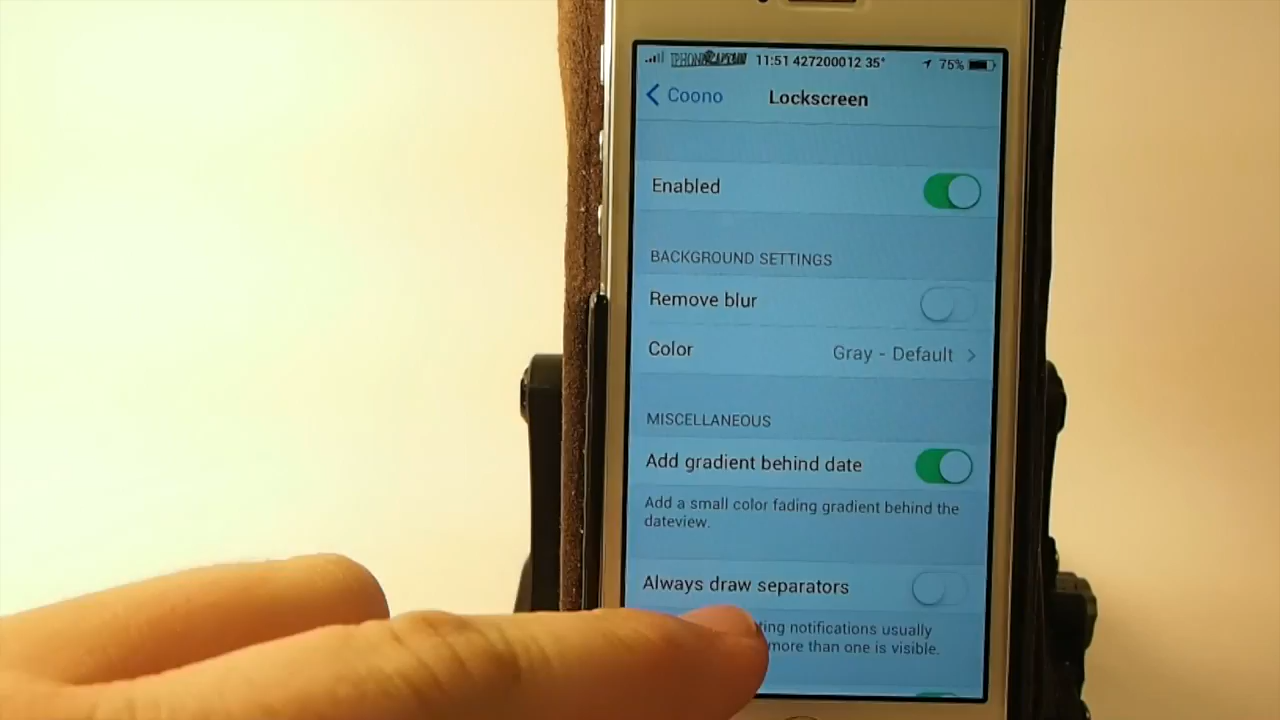 11:51 427200012 35° 75%
Coono Lockscreen
Enabled
BACKGROUND SETTINGS
Remove blur
Color Gray - Default
MISCELLANEOUS
Add gradient behind date
Add a small color fading gradient behind the
dateview.
Always draw separators
notifications usually
more than one is visible.